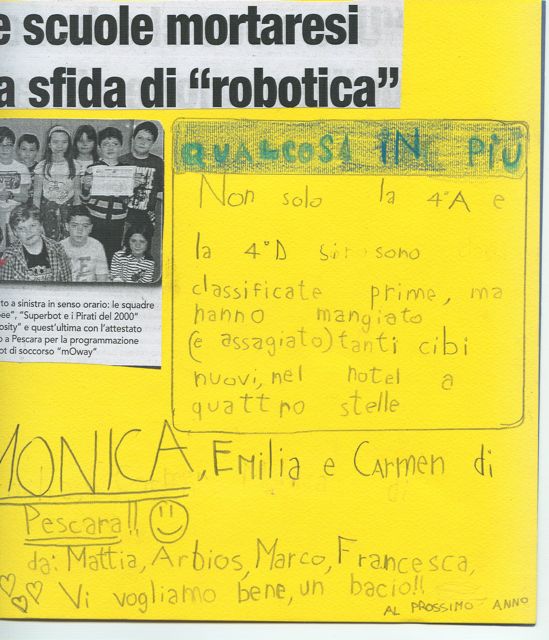 e scuole mortaresi
a sfida di “robotica”
QUALCOSA IN PIÙ
Non solo la 4°A e
la 4°D si sono
classificate prime, ma
hanno mangiato
(e assagiato) tanti cibi
nuovi, nel hotel a
quattro stelle
to a sinistra in senso orario: le squadre
ee”, “Superbot e i Pirati del 2000”
osity” e quest’ultima con l’attestato
o a Pescara per la programmazione
ot di soccorso “mOway”
MONICA, Emilia e Carmen di
Pescara!!
da: Mattia, Arbios, Marco, Francesca,
Vi vogliamo bene, un bacio!!
AL PROSSIMO ANNO